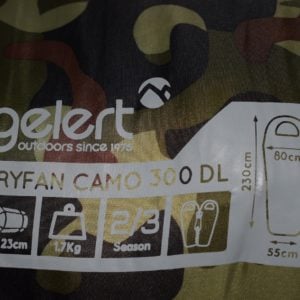 gelert
outdoors since 1975
RYFAN CAMO 300 DL
230cm
80cm
55cm
23cm
1.7Kg
2/3
Season